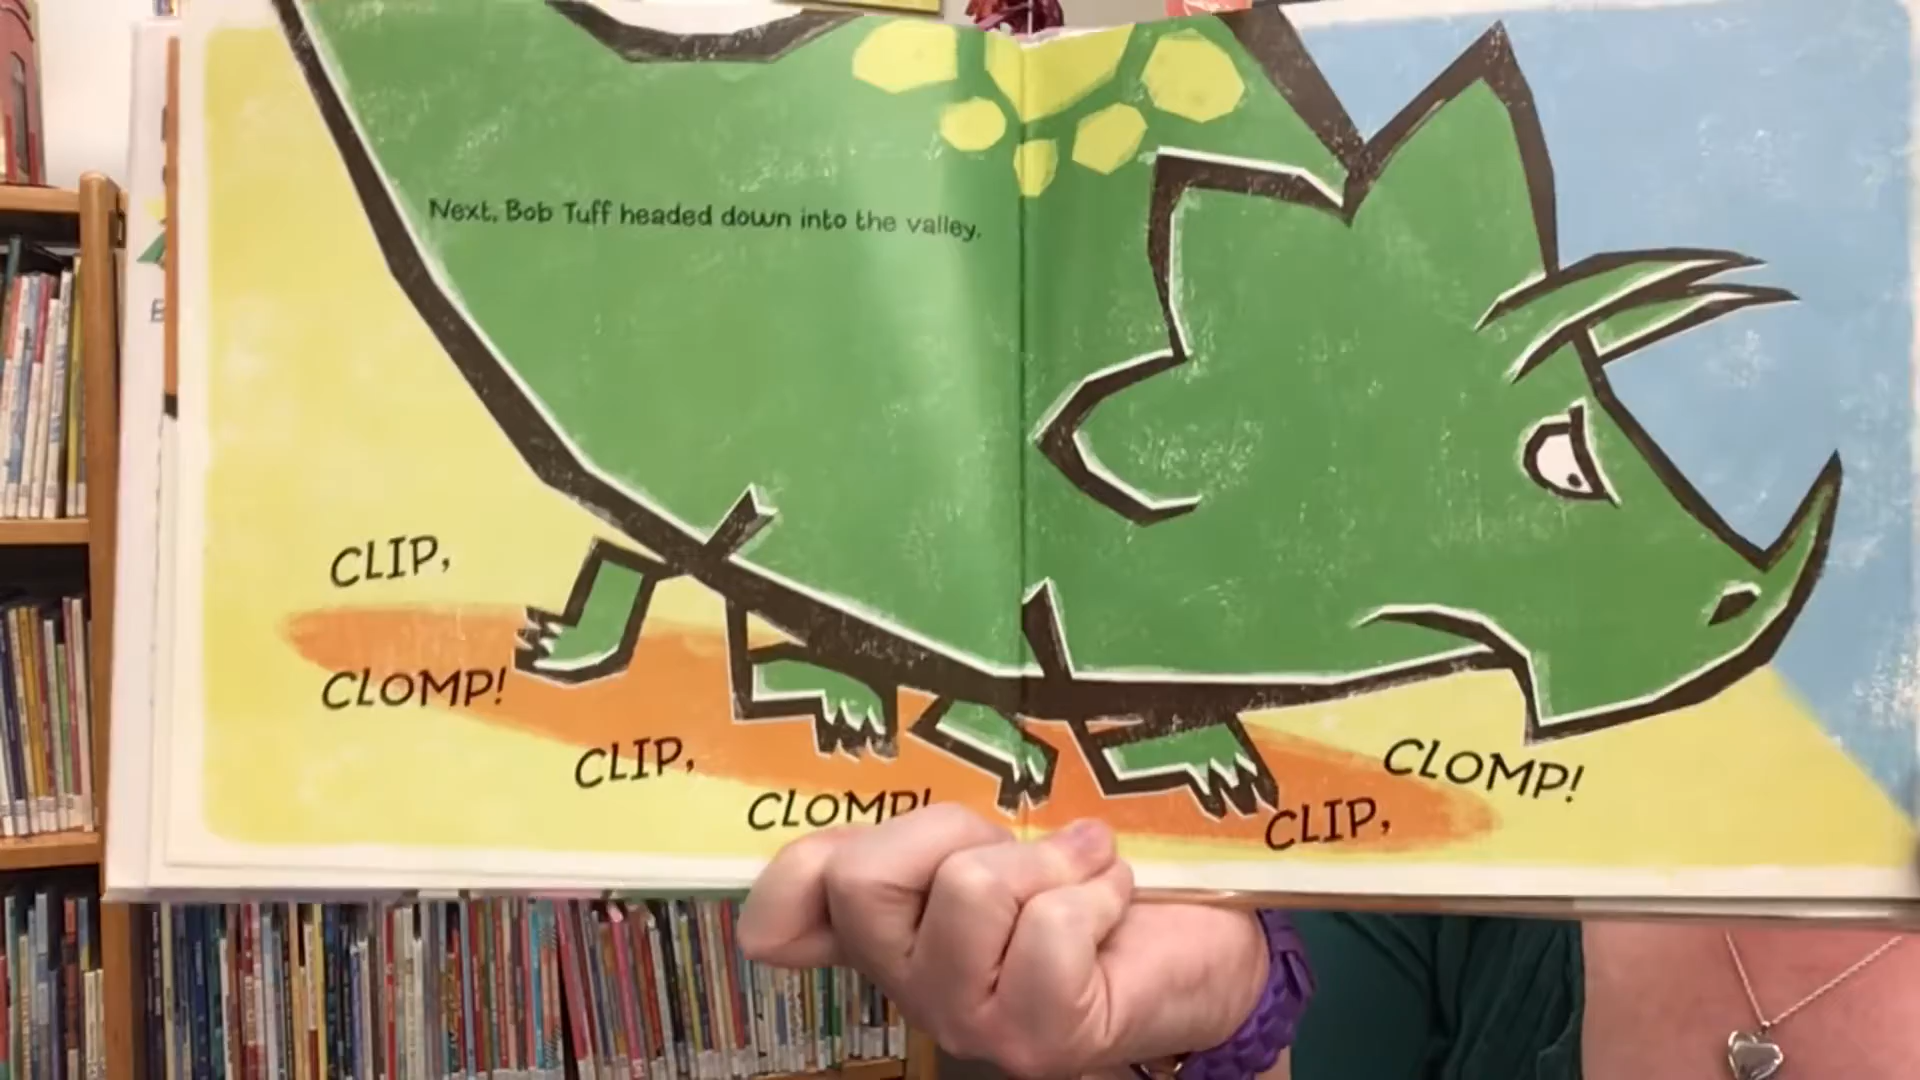 Next, Bob Tuff headed down into the valley.
CLIP,
CLOMP!
CLIP,
CLOMP!
CLIP,
CLOMP!